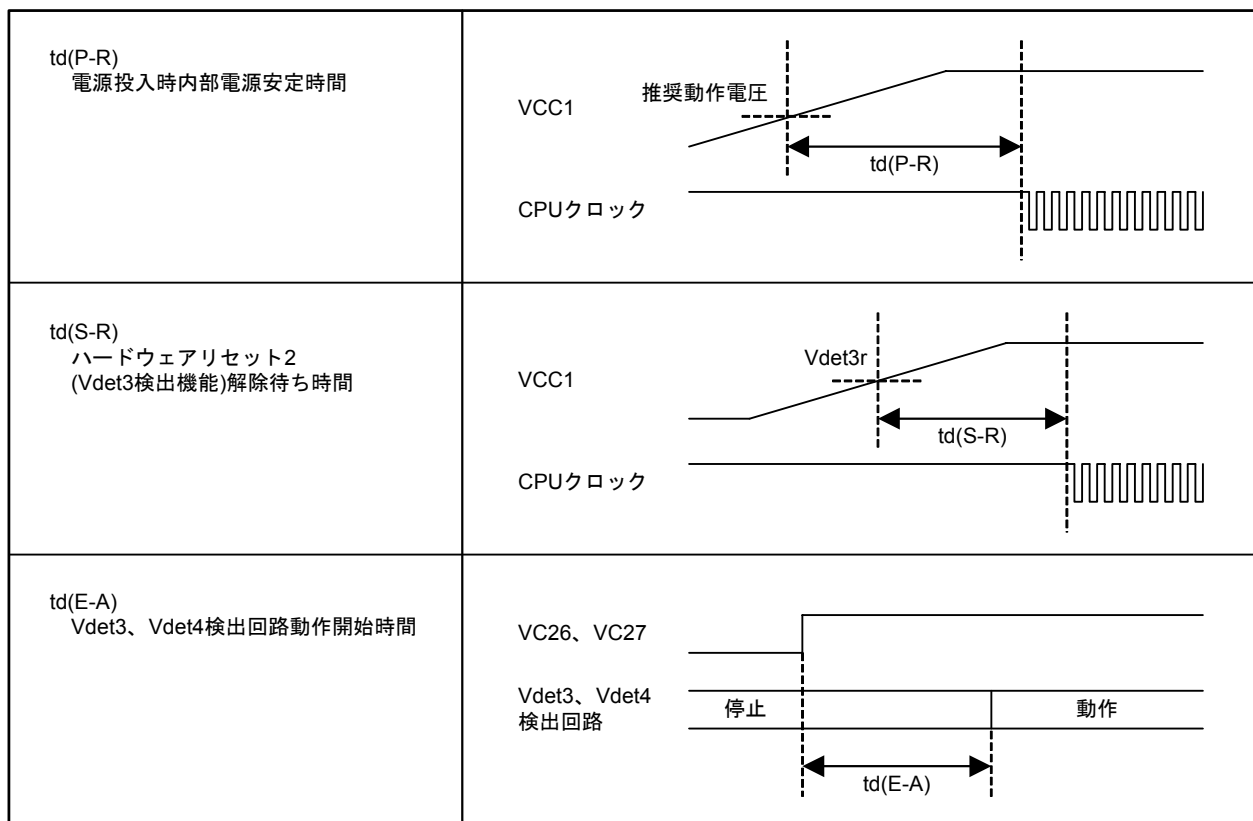 td(P-R)
電源投入時内部電源安定時間
VCC1
推奨動作電圧
td(P-R)
CPUクロック
td(S-R)
ハードウェアリセット2
(Vdet3検出機能)解除待ち時間
VCC1
Vdet3r
td(S-R)
CPUクロック
td(E-A)
Vdet3、Vdet4検出回路動作開始時間
VC26、VC27
Vdet3、Vdet4
検出回路
停止
動作
td(E-A)